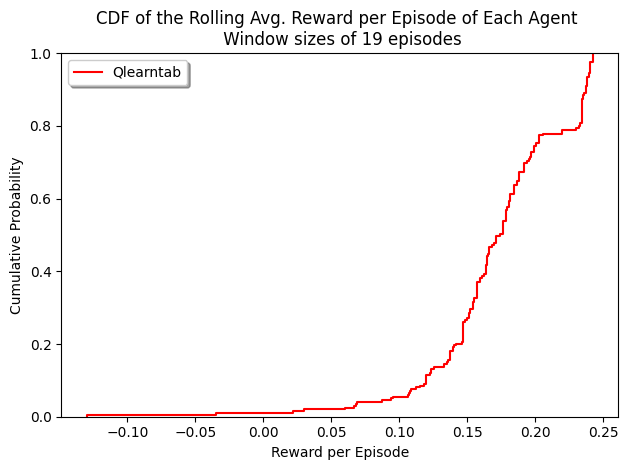 CDF of the Rolling Avg. Reward per Episode of Each Agent
Window sizes of 19 episodes
Qlearntab
Cumulative Probability
1.0
0.8
0.6
0.4
0.2
0.0
−0.10
−0.05
0.00
0.05
0.10
0.15
0.20
0.25
Reward per Episode